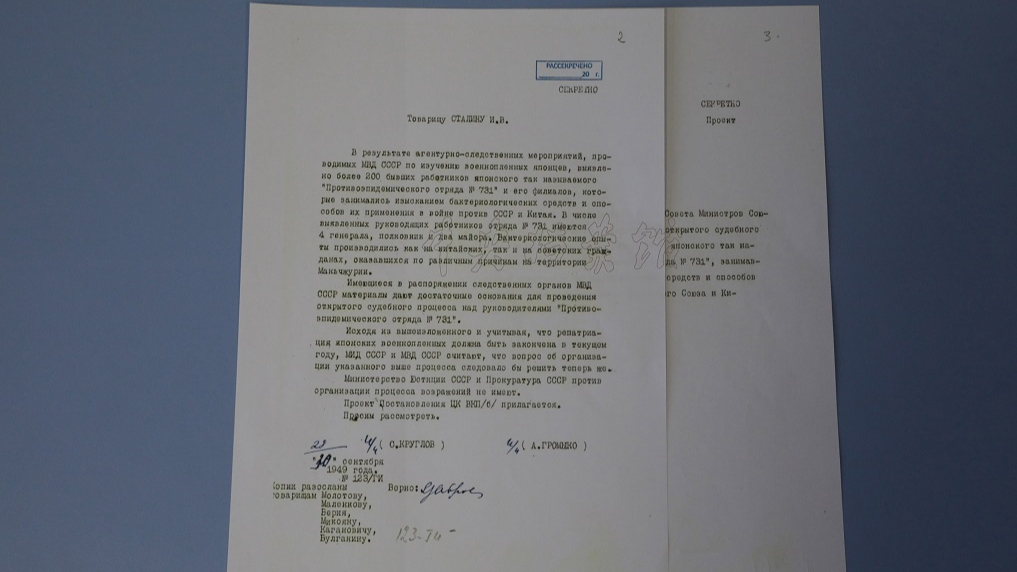 2
РАССЕКРЕЧЕНО
20 г.
СЕКРЕТНО
Товарищу СТАЛИНУ И.В.
В результате агентурно-следственных мероприятий, про-
водимых МВД СССР по изучению военнопленных японцев, выявле-
но более 200 бывших работников японского так называемого
"Противоэпидемического отряда № 731" и его филиалов, кото-
рые занимались изысканием бактериологических средств и спо-
собов их применения в войне против СССР и Китая. В числе
выявленных руководящих работников отряда № 731 имеются
4 генерала, полковник и два майора. Бактериологические опы-
ты производились как на китайских, так и на советских граж-
данах, оказавшихся по различным причинам на территории
Маньчжурии.
Имеющиеся в распоряжении следственных органов МВД
СССР материалы дают достаточные основания для проведения
открытого судебного процесса над руководителями "Противо-
эпидемического отряда № 731".
Исходя из вышеизложенного и учитывая, что репатриа-
ция японских военнопленных должна быть закончена в текущем
году, МИД СССР и МВД СССР считают, что вопрос об организа-
ции указанного выше процесса следовало бы решить теперь же.
Министерство Юстиции СССР и Прокуратура СССР против
организации процесса возражений не имеют.
Проект Постановления ЦК ВКП/б/ прилагается.
Просим рассмотреть.
( С.КРУГЛОВ ) ( А.ГРОМЫКО )
сентября
1949 года.
№ 123/ГИ
Копии разосланы
товарищам Молотову,
Маленкову,
Берия,
Микояну,
Кагановичу,
Булганину.
Верно:
3.
СЕКРЕТНО
Проект
Совета Министров Сою-
открытого судебного
японского так на-
да № 731", занимав-
средств и способов
го Союза и Ки-